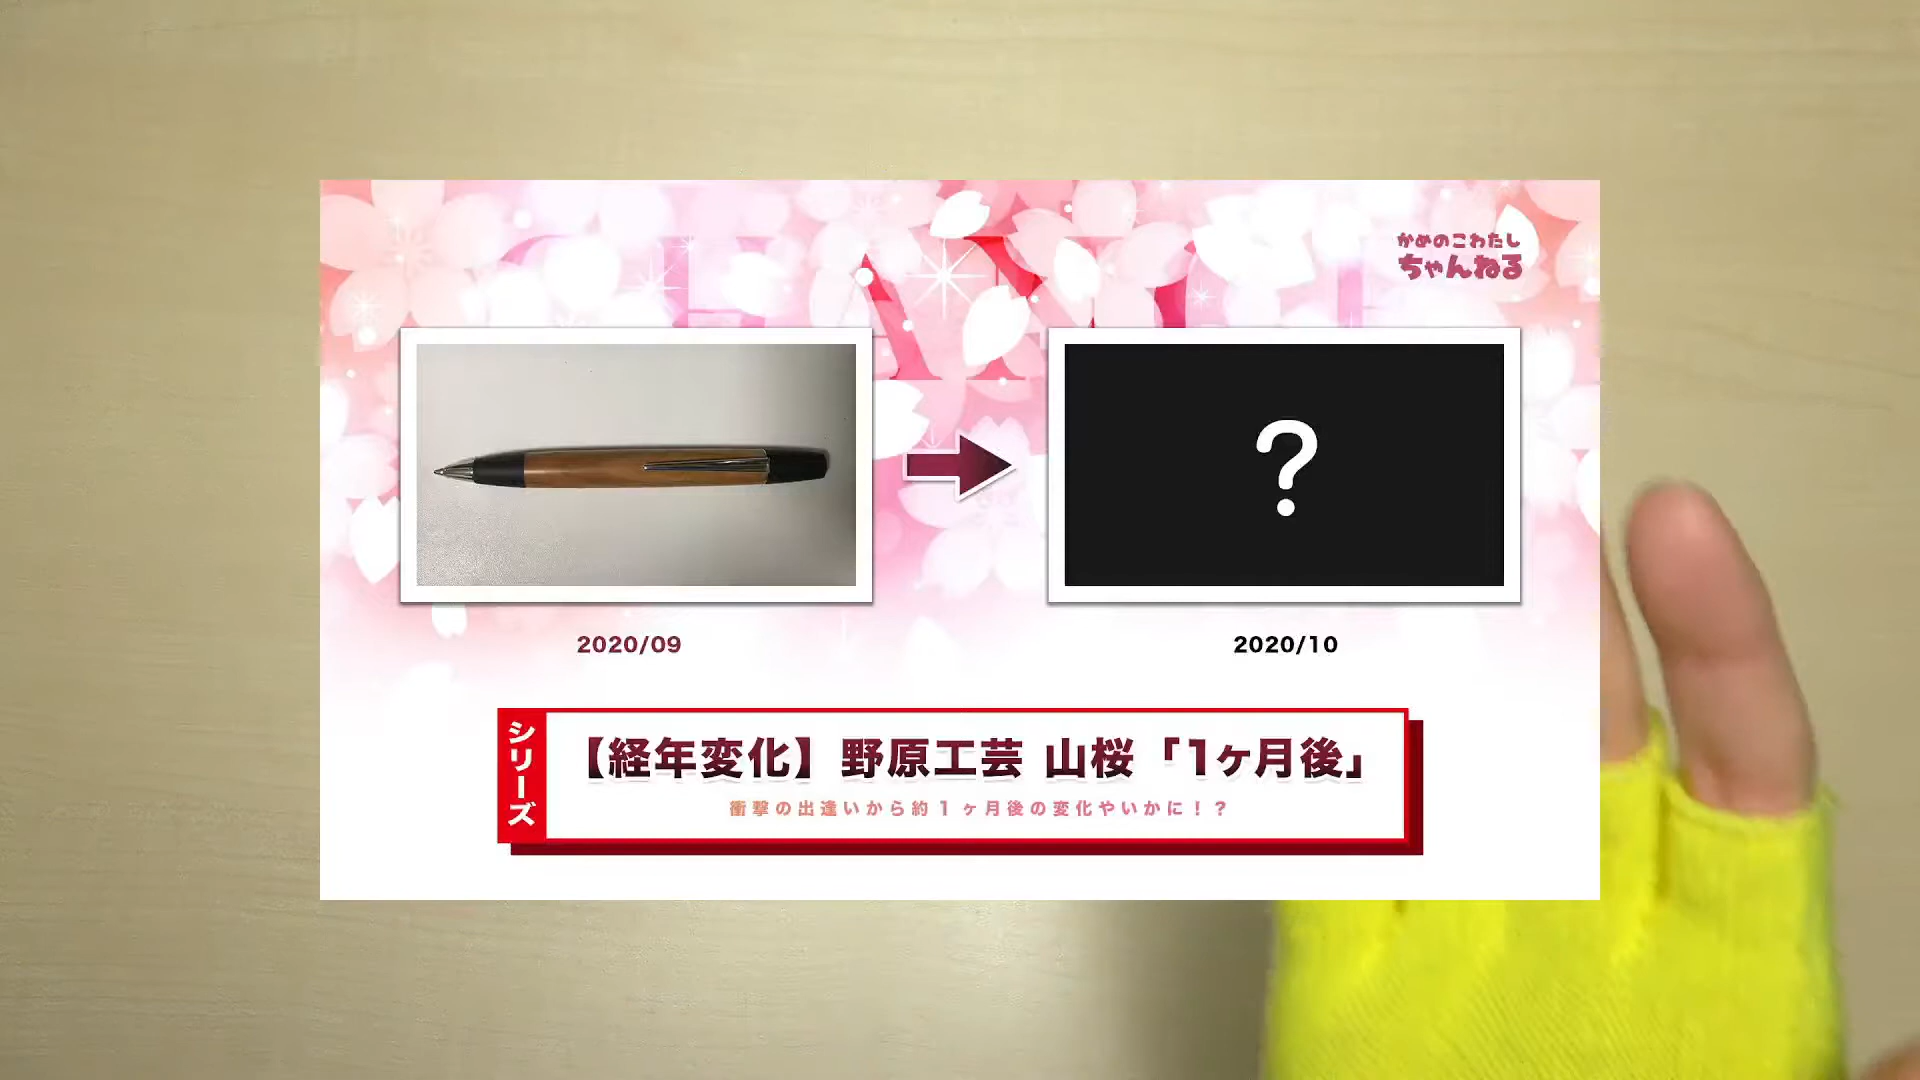 かめのこわたし
ちゃんねる
2020/09
?
2020/10
シリーズ
【経年変化】野原工芸 山桜「1ヶ月後」
衝撃の出逢いから約1ヶ月後の変化やいかに!?